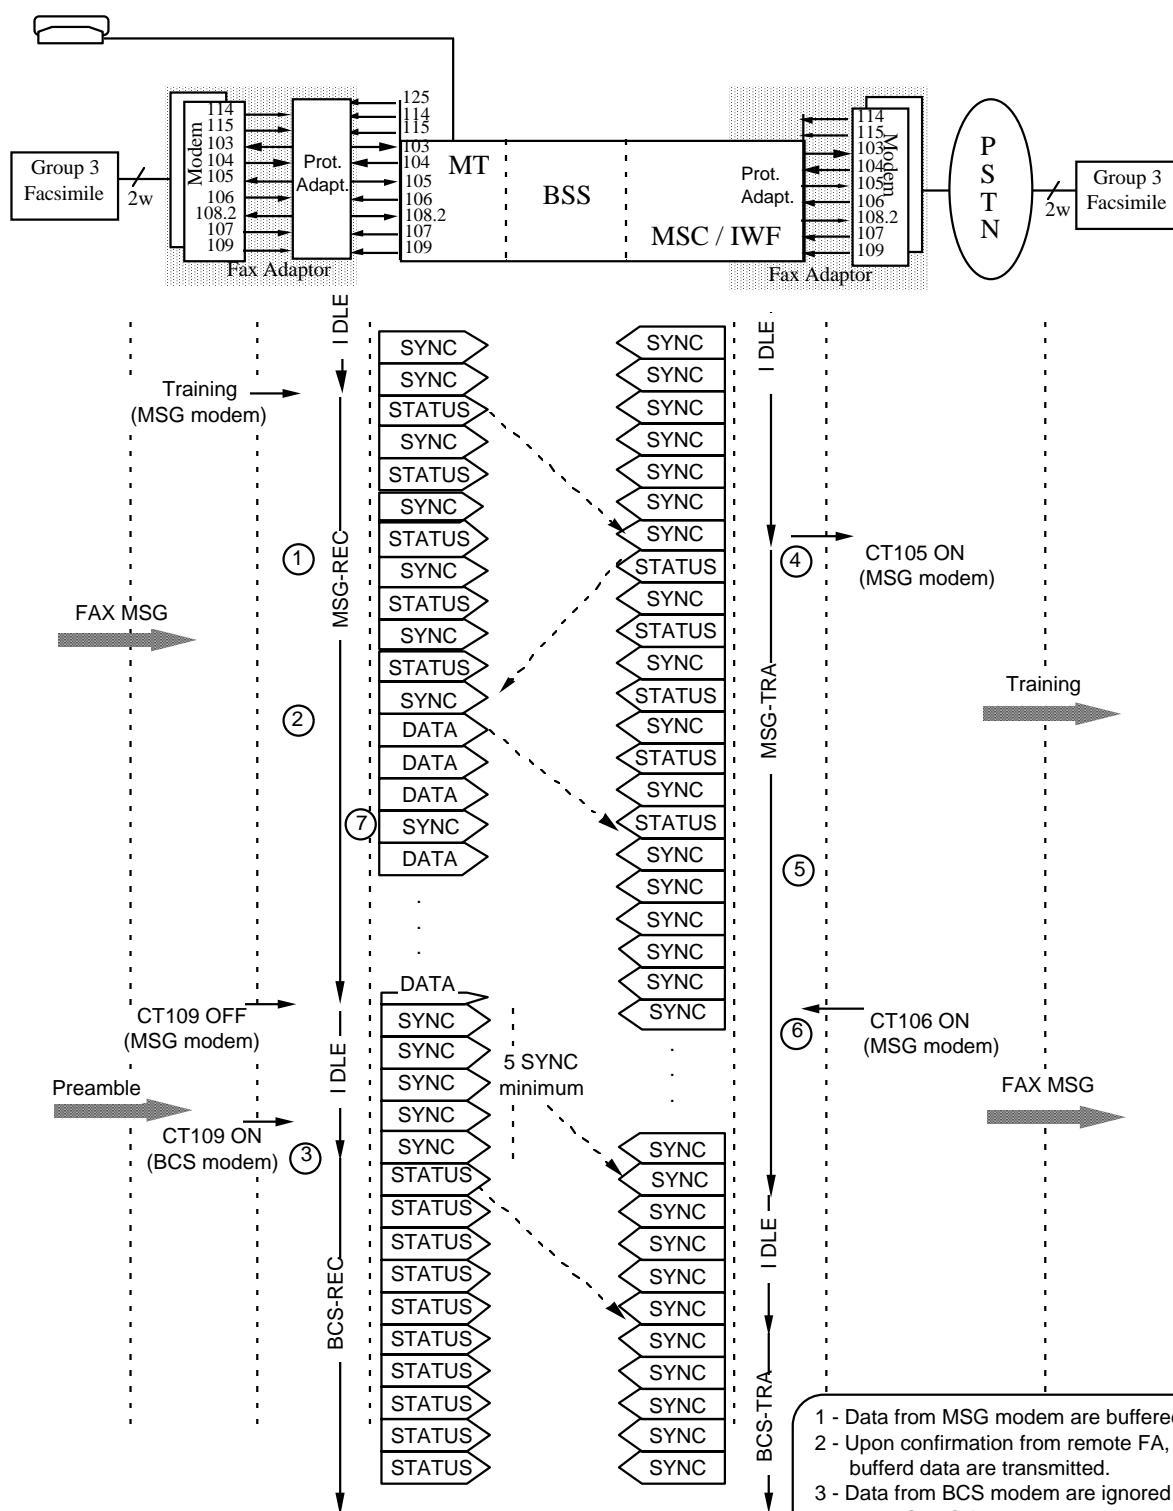 114
115
103
104
105
106
108.2
107
109
Modem
Prot.
Adapt.
Fax Adaptor
125
114
115
103
104
105
106
108.2
107
109
Group 3
Facsimile
2w
MT
BSS
MSC / IWF
Prot.
Adapt.
114
115
103
104
105
106
108.2
107
109
Modem
Fax Adaptor
P
S
T
N
2w
Group 3
Facsimile
I DLE
MSG-REC
I DLE
BCS-REC
Training
(MSG modem)
1
FAX MSG
2
7
CT109 OFF
(MSG modem)
Preamble
CT109 ON
(BCS modem)
3
SYNC
SYNC
STATUS
SYNC
STATUS
SYNC
STATUS
SYNC
STATUS
SYNC
STATUS
SYNC
DATA
DATA
DATA
SYNC
DATA
.
.
.
DATA
SYNC
SYNC
SYNC
SYNC
SYNC
STATUS
STATUS
STATUS
STATUS
STATUS
STATUS
STATUS
STATUS
STATUS
STATUS
5 SYNC
minimum
SYNC
SYNC
SYNC
SYNC
SYNC
SYNC
SYNC
STATUS
SYNC
STATUS
SYNC
STATUS
SYNC
STATUS
SYNC
STATUS
SYNC
SYNC
SYNC
SYNC
SYNC
SYNC
.
.
.
SYNC
SYNC
SYNC
SYNC
SYNC
SYNC
SYNC
SYNC
SYNC
SYNC
SYNC
I DLE
MSG-TRA
I DLE
BCS-TRA
4
CT105 ON
(MSG modem)
Training
5
6
CT106 ON
(MSG modem)
FAX MSG
1 - Data from MSG modem are buffere
2 - Upon confirmation from remote FA,
bufferd data are transmitted.
3 - Data from BCS modem are ignored